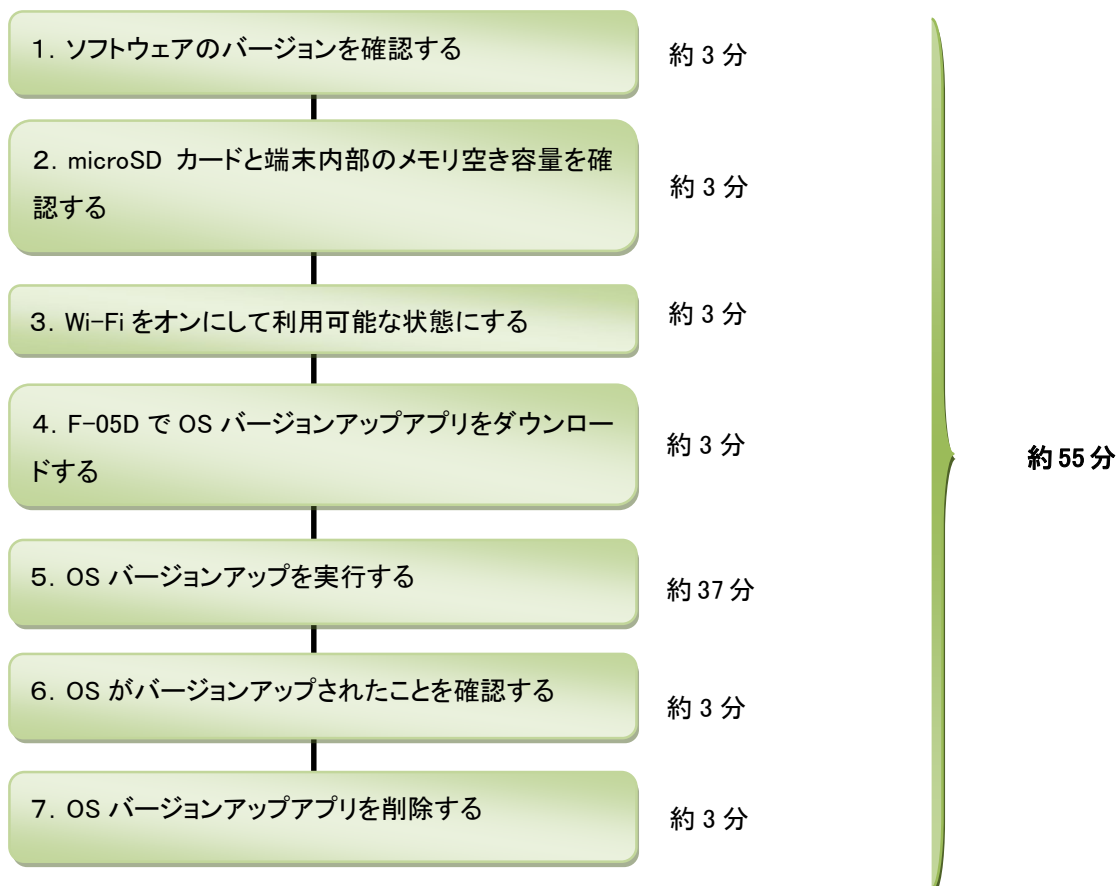 1．ソフトウェアのバージョンを確認する
約 3 分
2．microSD カードと端末内部のメモリ空き容量を確
認する
約 3 分
3．Wi-Fi をオンにして利用可能な状態にする
約 3 分
4．F-05D で OS バージョンアップアプリをダウンロー
ドする
約 3 分
約 55 分
5．OS バージョンアップを実行する
約 37 分
6．OS がバージョンアップされたことを確認する
約 3 分
7．OS バージョンアップアプリを削除する
約 3 分